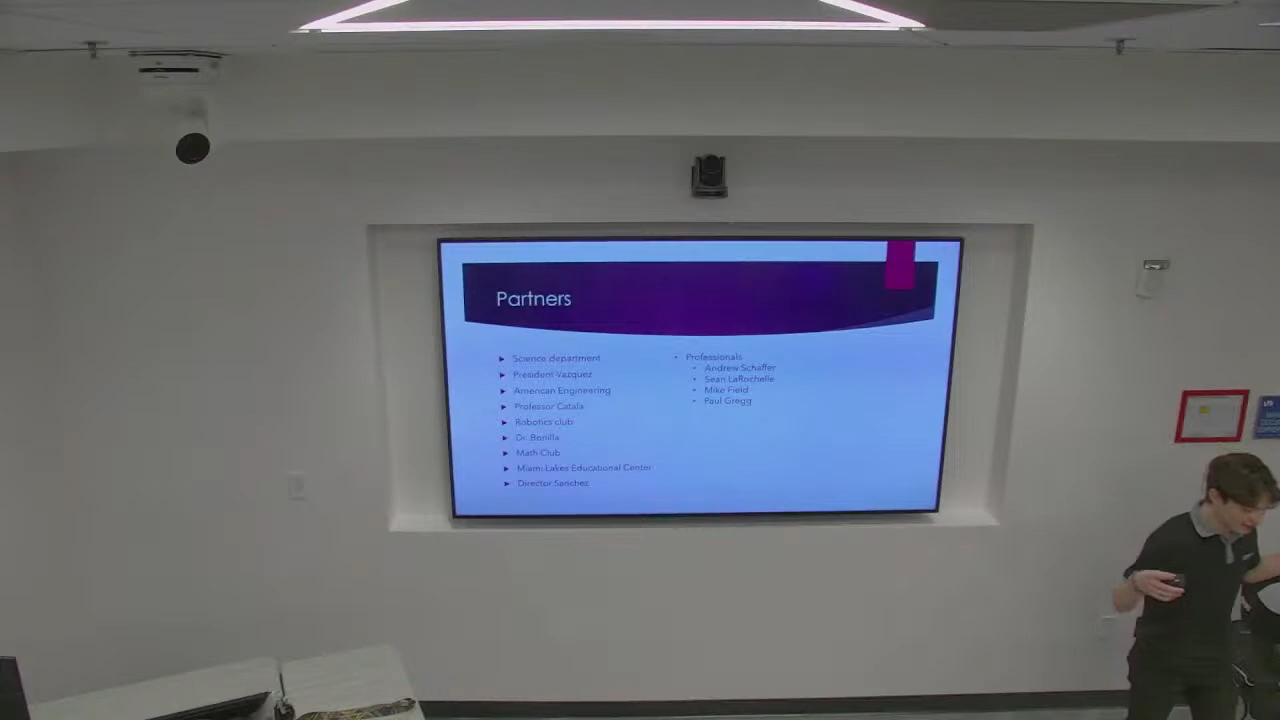 Partners
Science department
President Vazquez
American Engineering
Professor Catala
Robotics club
Dr. Bonilla
Math Club
Miami Lakes Educational Center
Director Sanchez
Professionals
Andrew Schaffer
Sean LaRochelle
Mike Field
Paul Gregg